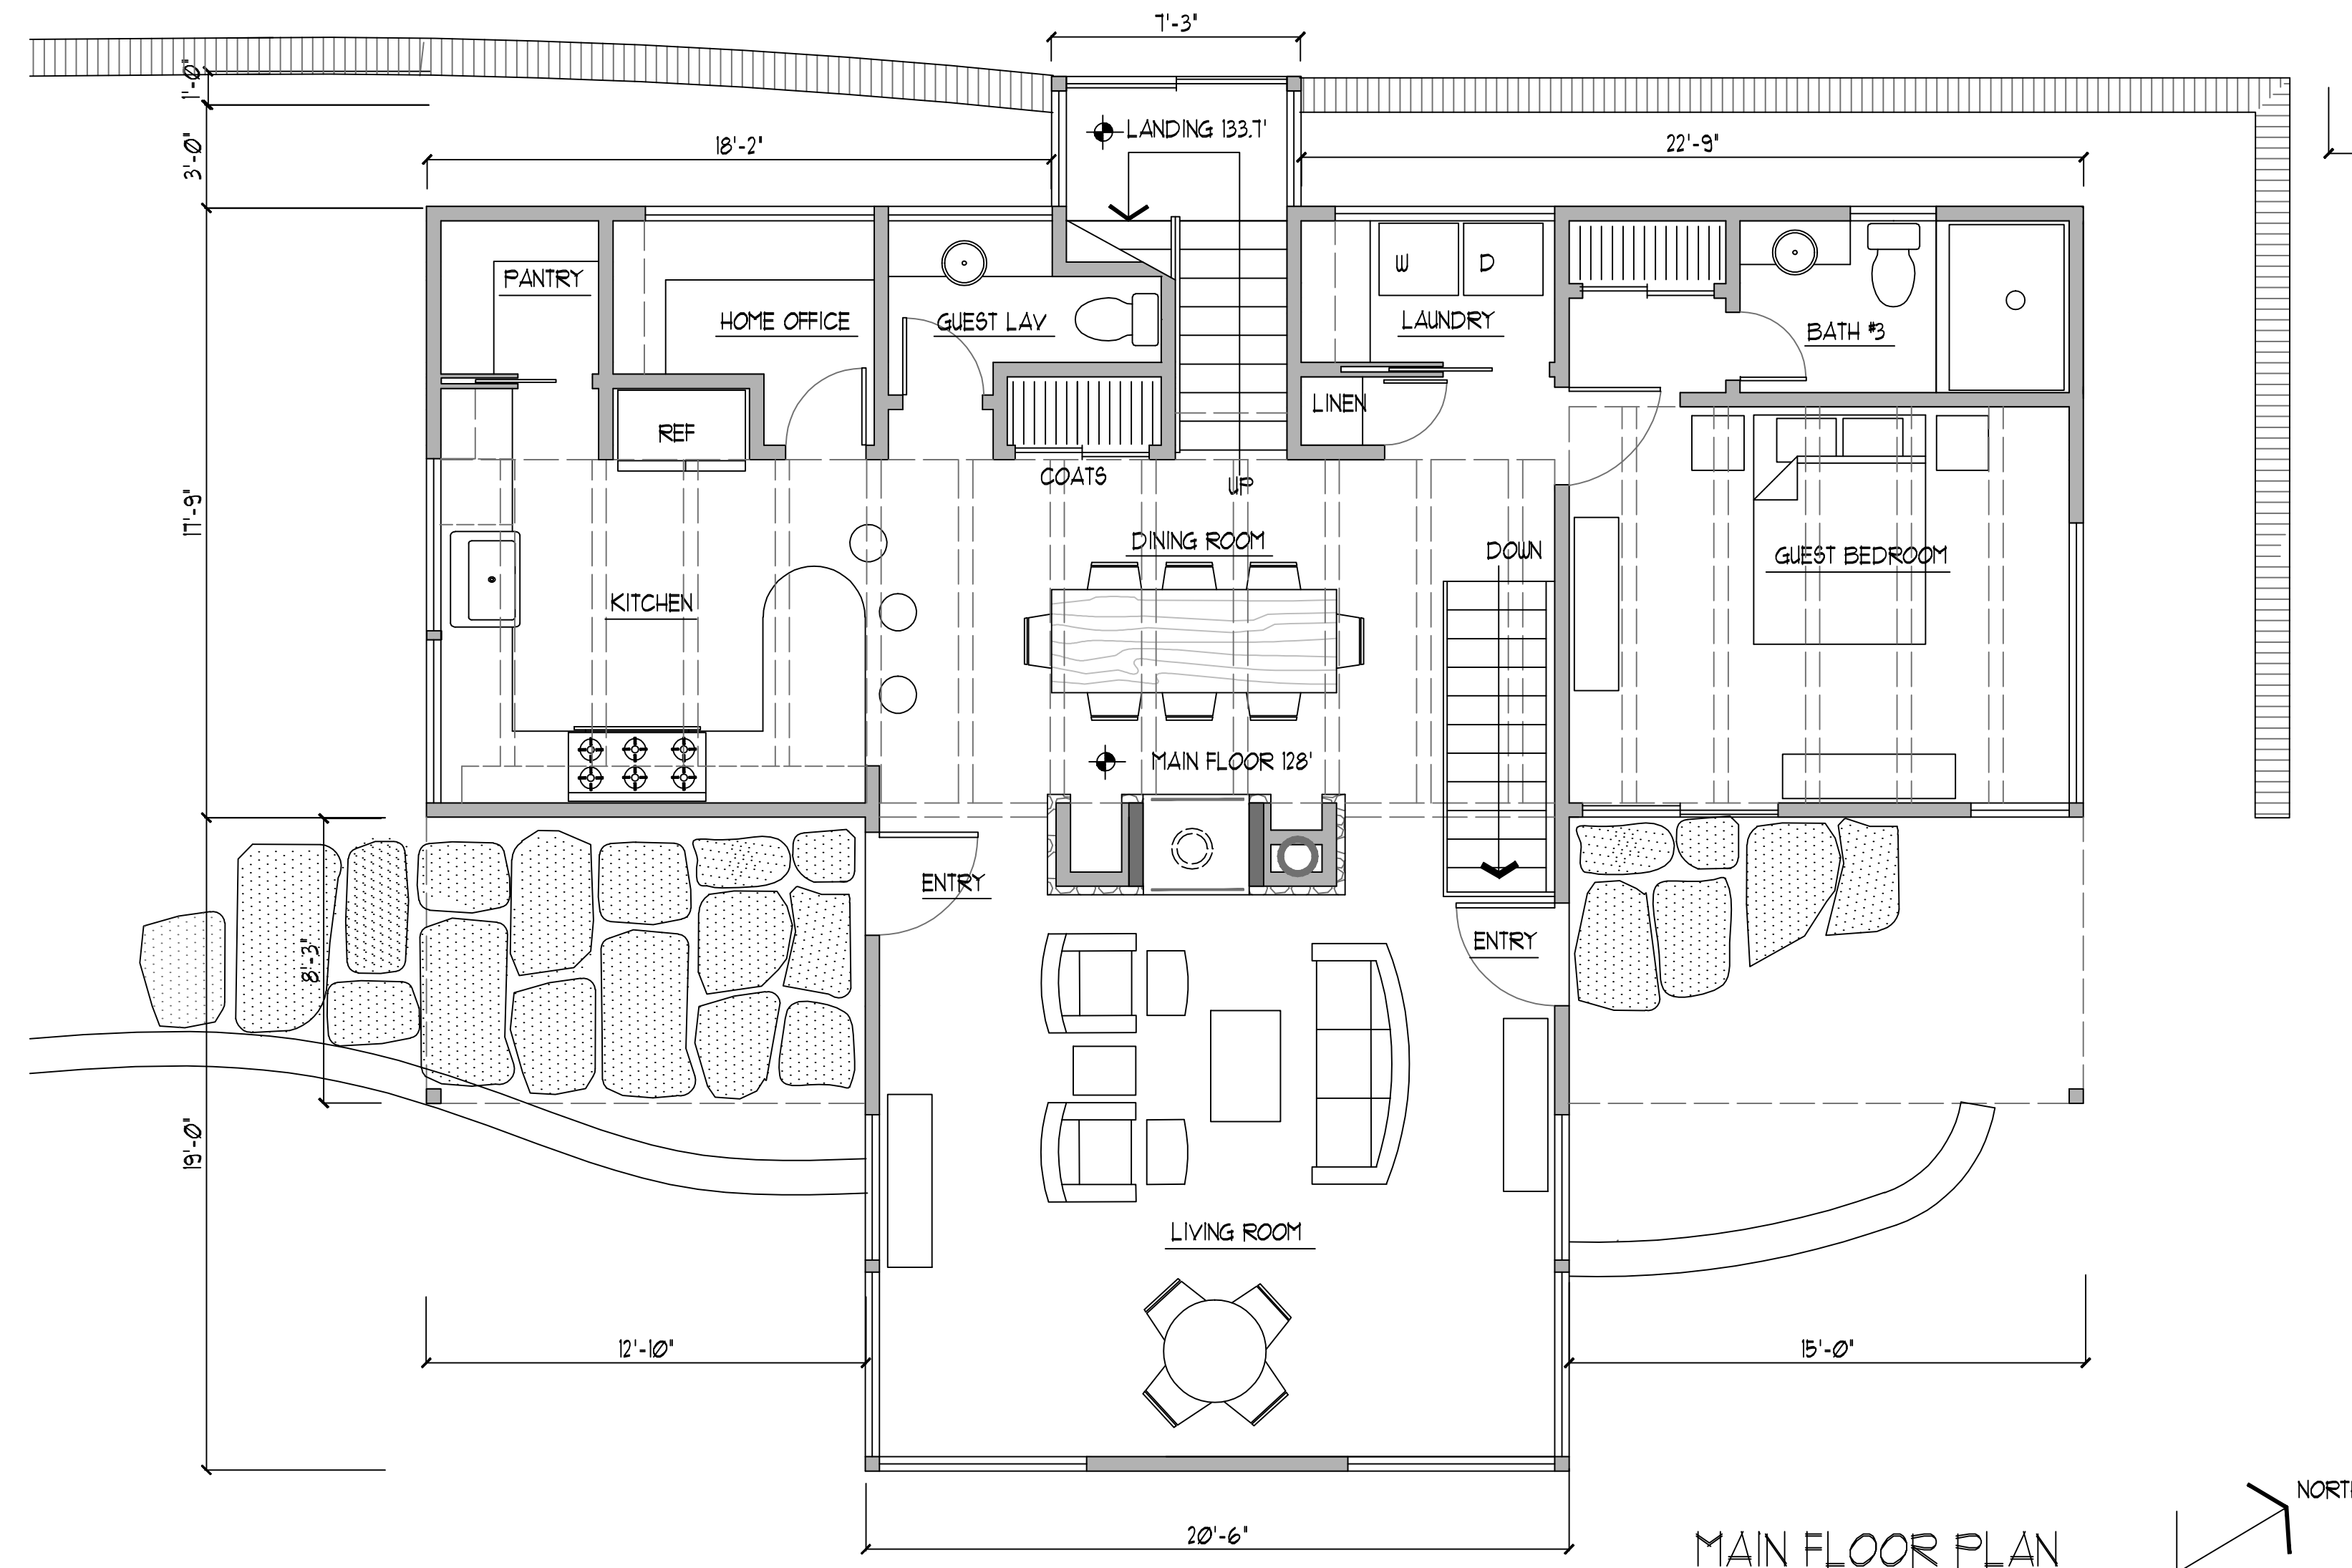 7'-3"
1'-0"
LANDING 133.7'
3'-0"
18'-2"
22'-9"
W
D
PANTRY
HOME OFFICE
GUEST LAV
LAUNDRY
BATH #3
LINEN
REF
COATS
UP
17'-9"
DINING ROOM
DOWN
GUEST BEDROOM
KITCHEN
MAIN FLOOR 128'
ENTRY
8'-3"
ENTRY
19'-0"
LIVING ROOM
12'-10"
15'-0"
NORT
20'-6"
MAIN FLOOR PLAN